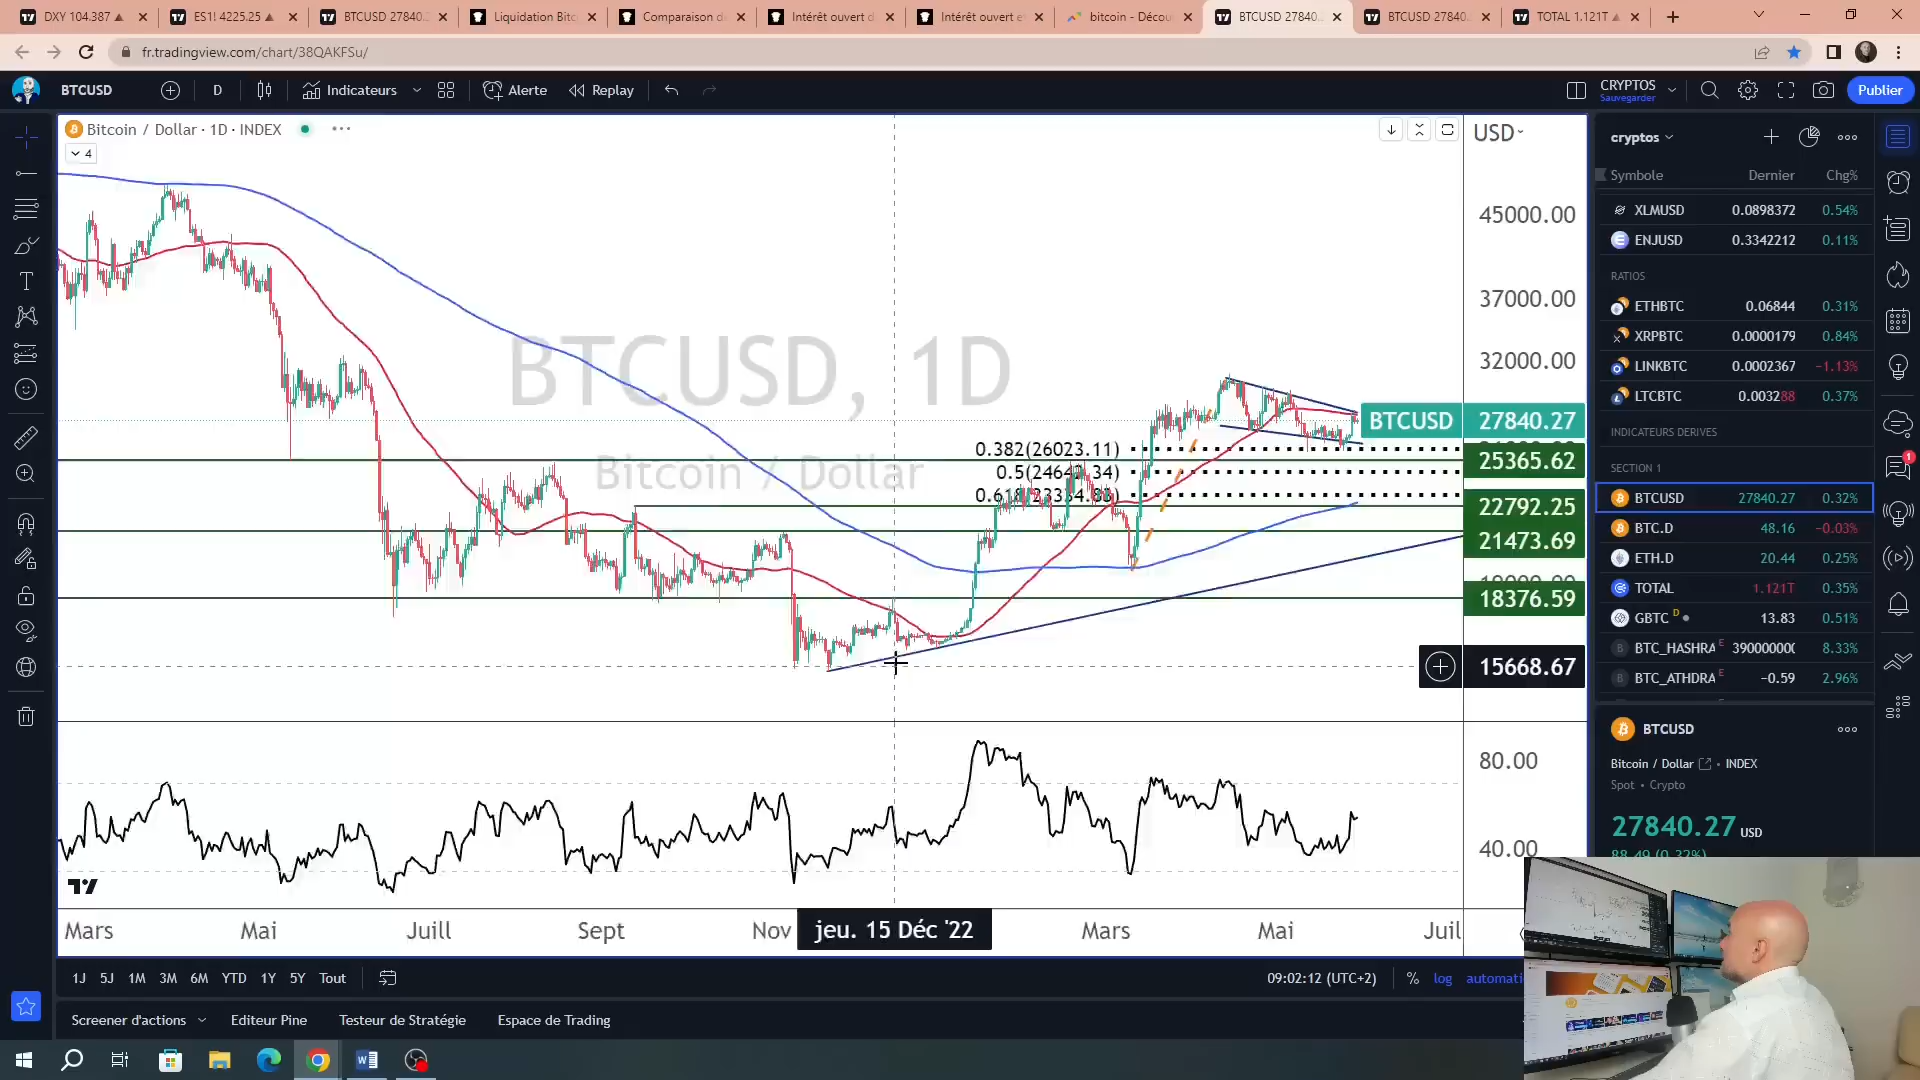 DXY 104.387
ES1! 4225.25
BTCUSD 27840.
Liquidation Bitc
Comparaison d
Intérêt ouvert d
Intérêt ouvert e
bitcoin - Décou
BTCUSD 27840.
BTCUSD 27840.
TOTAL 1.121T
fr.tradingview.com/chart/38QAKFSu/
BTCUSD
D
Indicateurs
Alerte
Replay
CRYPTOS
Sauvegarder
Publier
Bitcoin / Dollar · 1D · INDEX
4
USD
BTCUSD, 1D
Bitcoin / Dollar
45000.00
37000.00
32000.00
BTCUSD 27840.27
25365.62
22792.25
21473.69
18376.59
15668.67
0.382(26023.11)
80.00
40.00
Mars
Mai
Juill
Sept
Nov
jeu. 15 Déc '22
Mars
Mai
Juil
1J 5J 1M 3M 6M YTD 1Y 5Y Tout
09:02:12 (UTC+2)
%
log
automati
Screener d'actions
Editeur Pine
Testeur de Stratégie
Espace de Trading
cryptos
Symbole Dernier Chg%
XLMUSD 0.0898372 0.54%
ENJUSD 0.3342212 0.11%
RATIOS
ETHBTC 0.06844 0.31%
XRPBTC 0.0000179 0.84%
LINKBTC 0.0002367 −1.13%
LTCBTC 0.003288 0.37%
INDICATEURS DERIVES
SECTION 1
BTCUSD 27840.27 0.32%
BTC.D 48.16 −0.03%
ETH.D 20.44 0.25%
TOTAL 1.121T 0.35%
GBTC D 13.83 0.51%
BTC_HASHRA E 39000000( 8.33%
BTC_ATHDRA E −0.59 2.96%
BTCUSD
Bitcoin / Dollar • INDEX
Spot • Crypto
27840.27 USD
88.49 (0.32%)
1